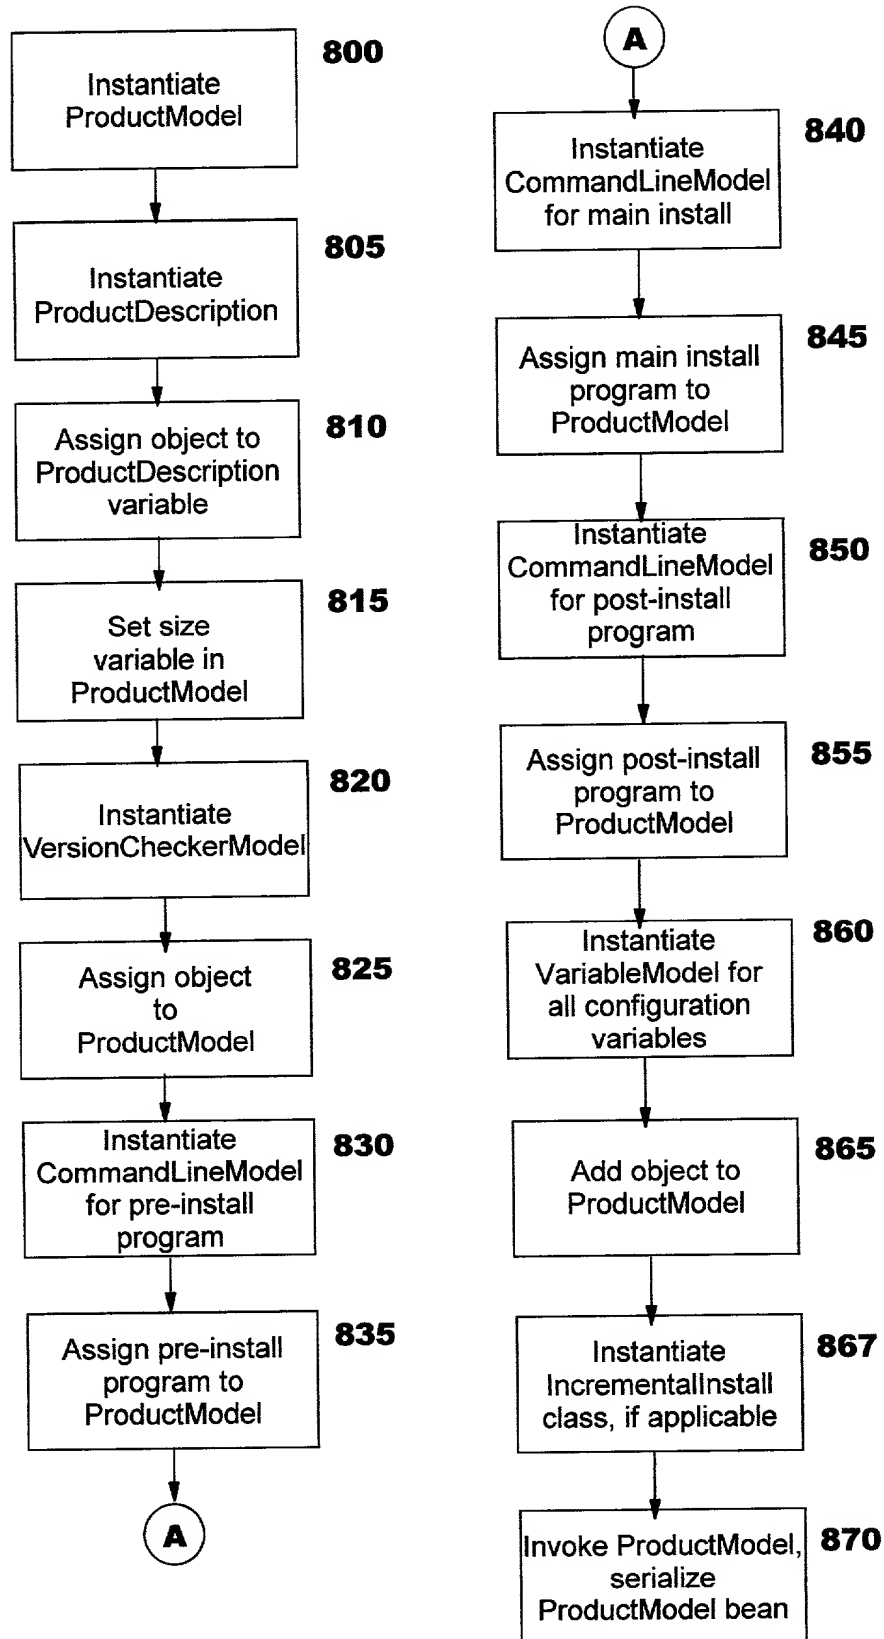 800
Instantiate
ProductModel
805
Instantiate
ProductDescription
810
Assign object to
ProductDescription
variable
815
Set size
variable in
ProductModel
820
Instantiate
VersionCheckerModel
825
Assign object
to
ProductModel
830
Instantiate
CommandLineModel
for pre-install
program
835
Assign pre-install
program to
ProductModel
A
A
840
Instantiate
CommandLineModel
for main install
845
Assign main install
program to
ProductModel
850
Instantiate
CommandLineModel
for post-install
program
855
Assign post-install
program to
ProductModel
860
Instantiate
VariableModel for
all configuration
variables
865
Add object to
ProductModel
867
Instantiate
IncrementalInstall
class, if applicable
870
Invoke ProductModel,
serialize
ProductModel bean